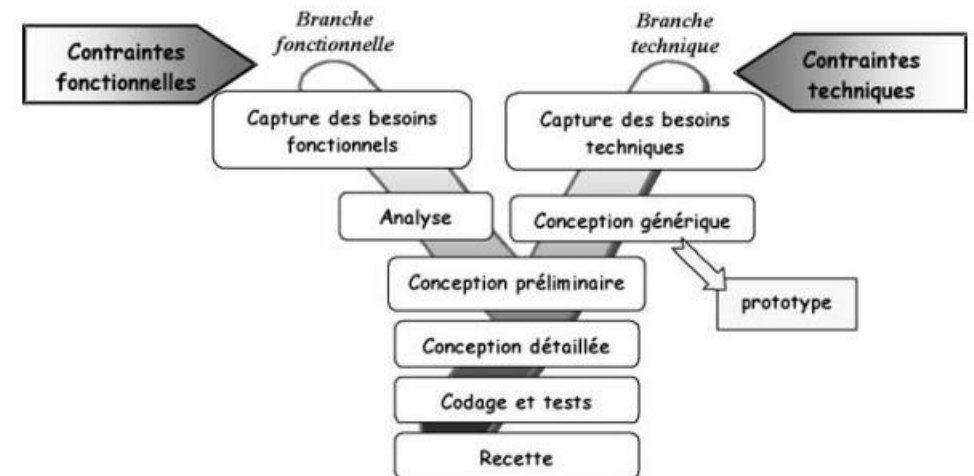 Branche
fonctionnelle
Branche
technique
Contraintes
fonctionnelles
Contraintes
techniques
Capture des besoins
fonctionnels
Capture des besoins
techniques
Analyse
Conception générique
Conception préliminaire
prototype
Conception détaillée
Codage et tests
Recette